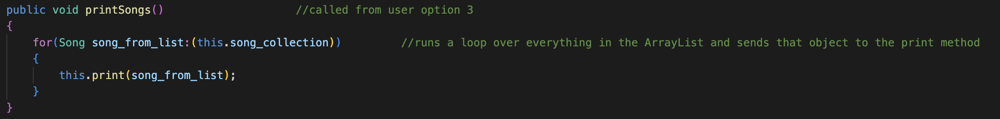 public void printSongs()                    //called from user option 3
{
    for(Song song_from_list:(this.song_collection))         //runs a loop over everything in the ArrayList and sends that object to the print method
    {
        this.print(song_from_list);
    }
}